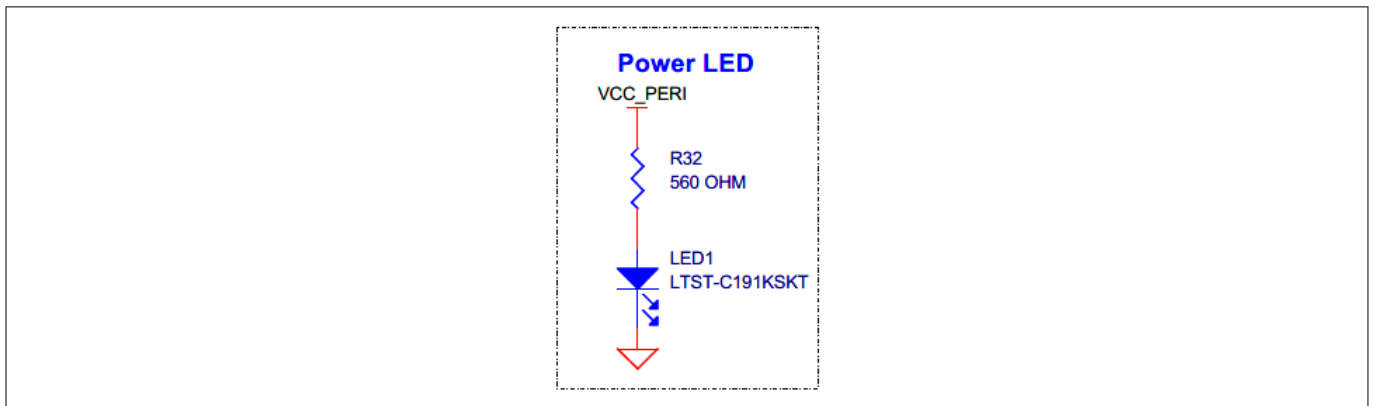 Power LED
VCC_PERI
R32
560 OHM
LED1
LTST-C191KSKT